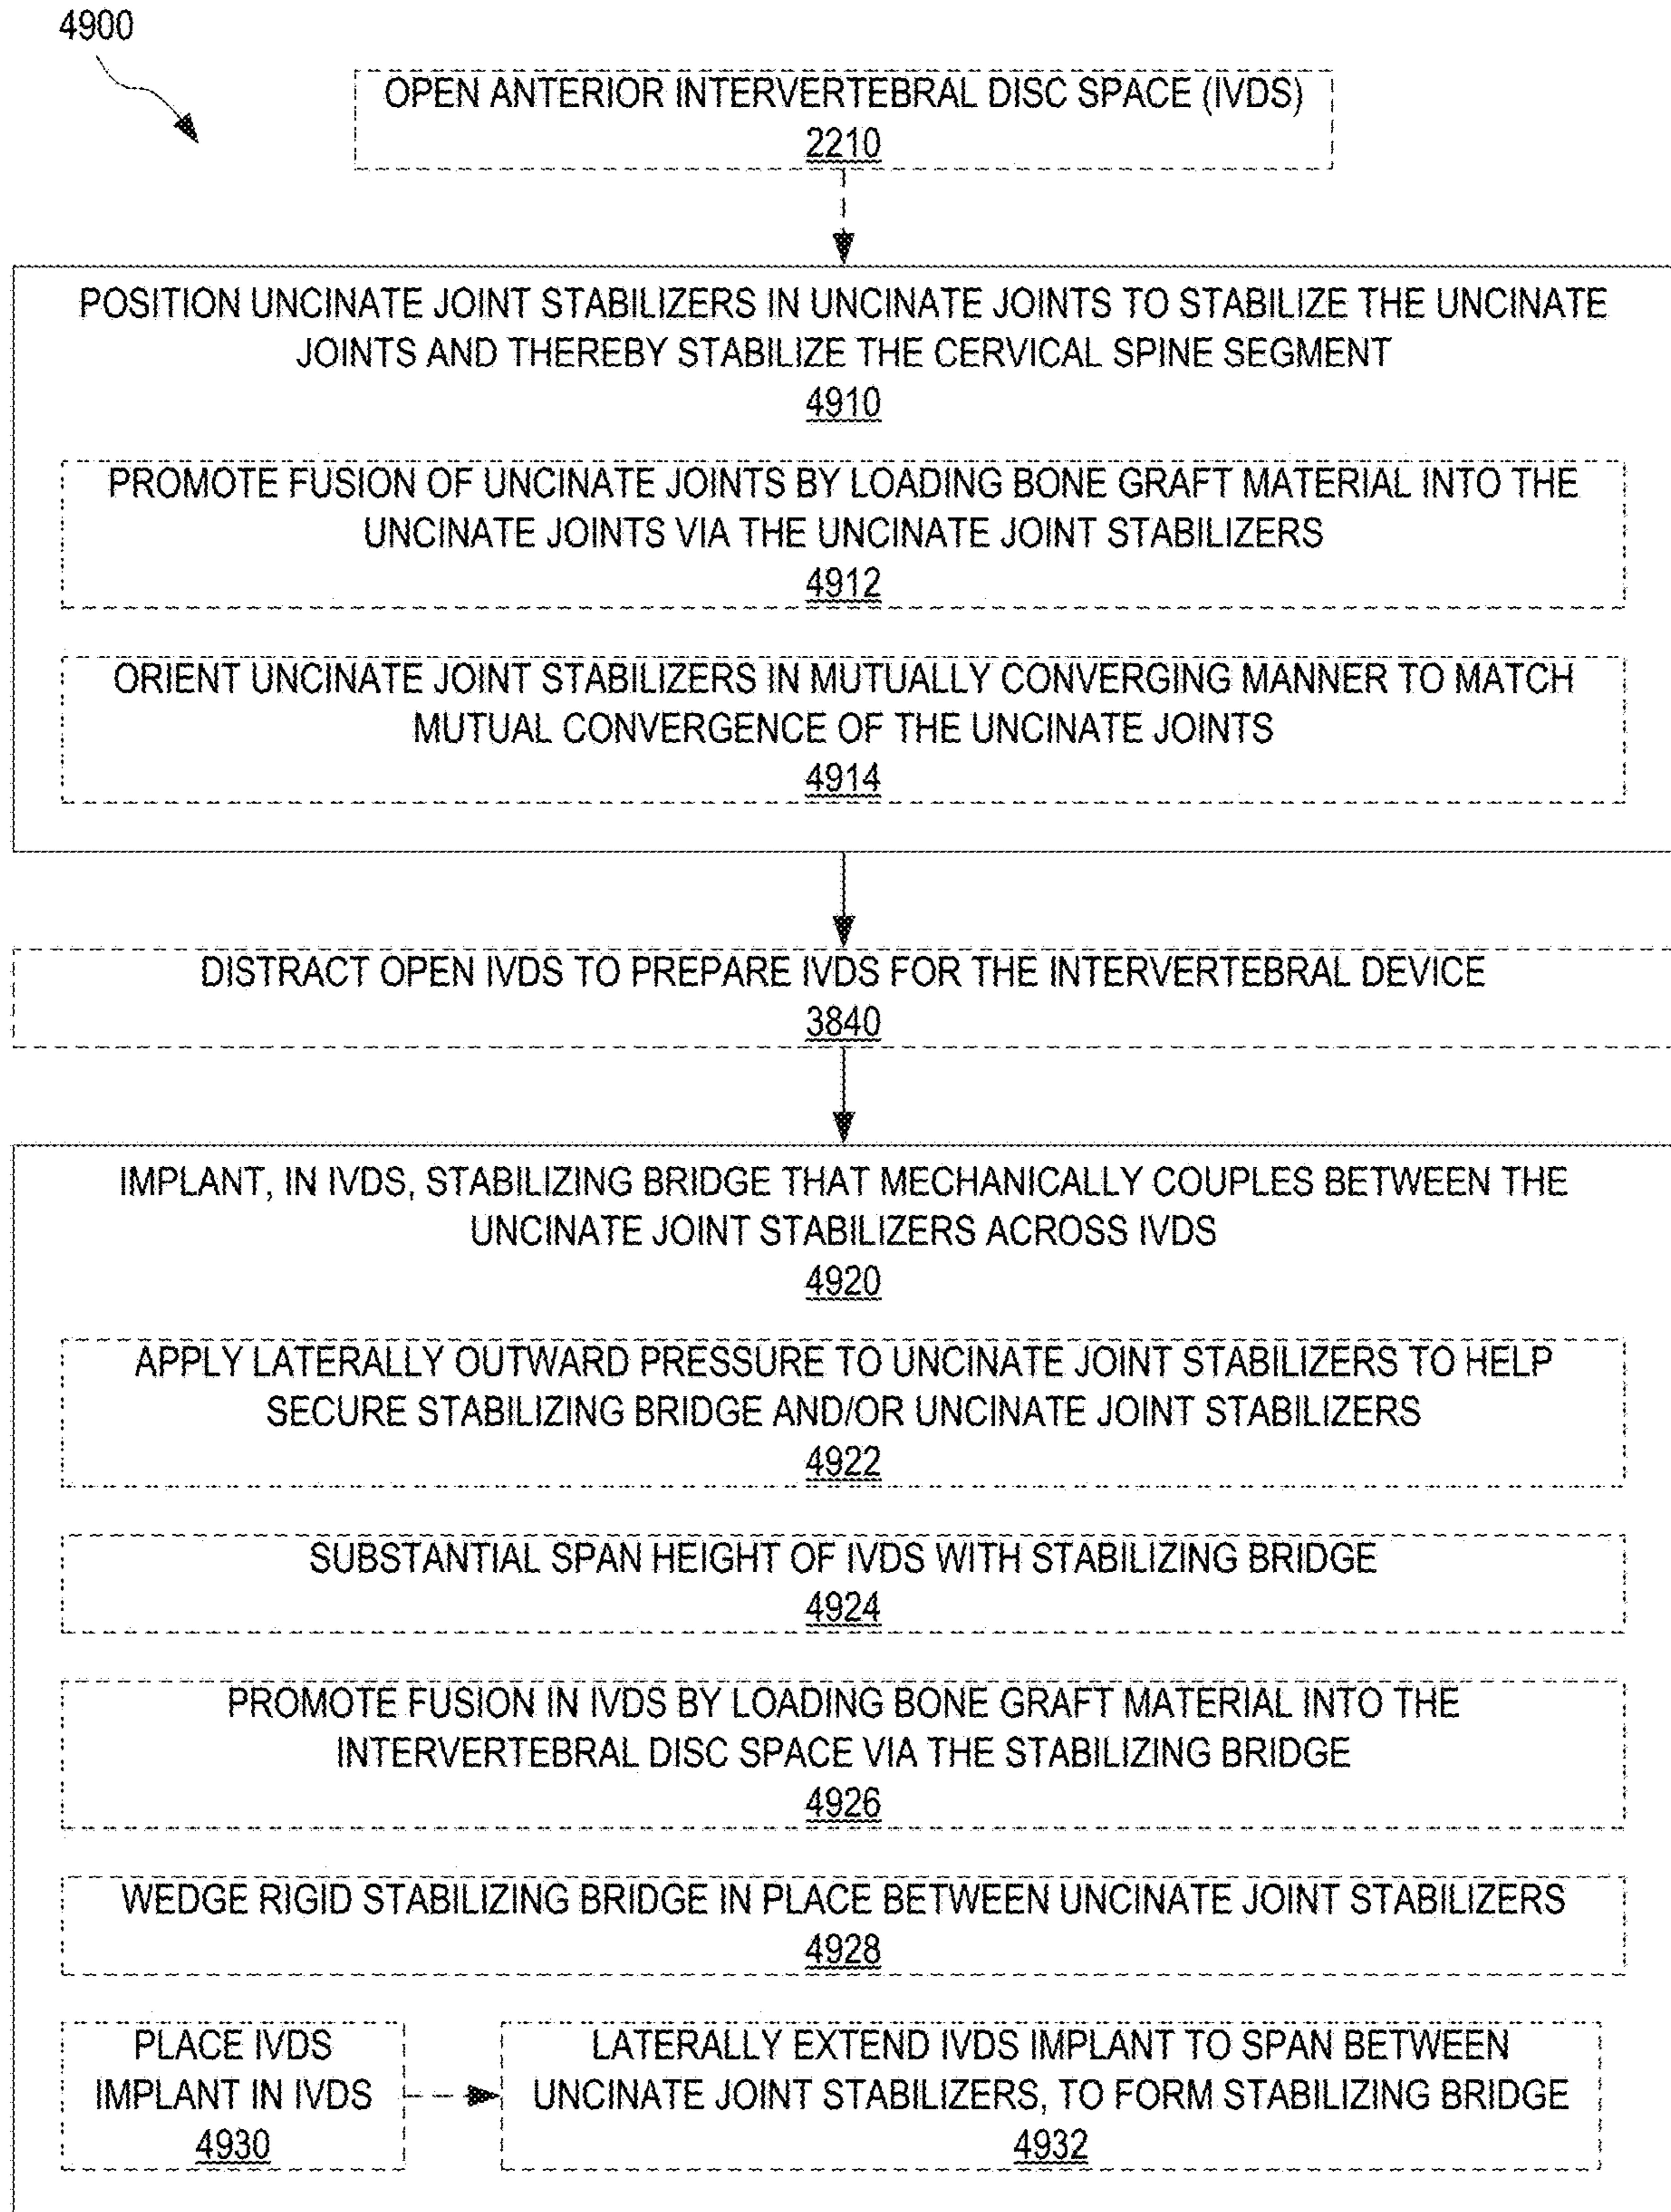 4900
OPEN ANTERIOR INTERVERTEBRAL DISC SPACE (IVDS)
2210
POSITION UNCINATE JOINT STABILIZERS IN UNCINATE JOINTS TO STABILIZE THE UNCINATE
JOINTS AND THEREBY STABILIZE THE CERVICAL SPINE SEGMENT
4910
PROMOTE FUSION OF UNCINATE JOINTS BY LOADING BONE GRAFT MATERIAL INTO THE
UNCINATE JOINTS VIA THE UNCINATE JOINT STABILIZERS
4912
ORIENT UNCINATE JOINT STABILIZERS IN MUTUALLY CONVERGING MANNER TO MATCH
MUTUAL CONVERGENCE OF THE UNCINATE JOINTS
4914
DISTRACT OPEN IVDS TO PREPARE IVDS FOR THE INTERVERTEBRAL DEVICE
3840
IMPLANT, IN IVDS, STABILIZING BRIDGE THAT MECHANICALLY COUPLES BETWEEN THE
UNCINATE JOINT STABILIZERS ACROSS IVDS
4920
APPLY LATERALLY OUTWARD PRESSURE TO UNCINATE JOINT STABILIZERS TO HELP
SECURE STABILIZING BRIDGE AND/OR UNCINATE JOINT STABILIZERS
4922
SUBSTANTIAL SPAN HEIGHT OF IVDS WITH STABILIZING BRIDGE
4924
PROMOTE FUSION IN IVDS BY LOADING BONE GRAFT MATERIAL INTO THE
INTERVERTEBRAL DISC SPACE VIA THE STABILIZING BRIDGE
4926
WEDGE RIGID STABILIZING BRIDGE IN PLACE BETWEEN UNCINATE JOINT STABILIZERS
4928
PLACE IVDS
IMPLANT IN IVDS
4930
LATERALLY EXTEND IVDS IMPLANT TO SPAN BETWEEN
UNCINATE JOINT STABILIZERS, TO FORM STABILIZING BRIDGE
4932